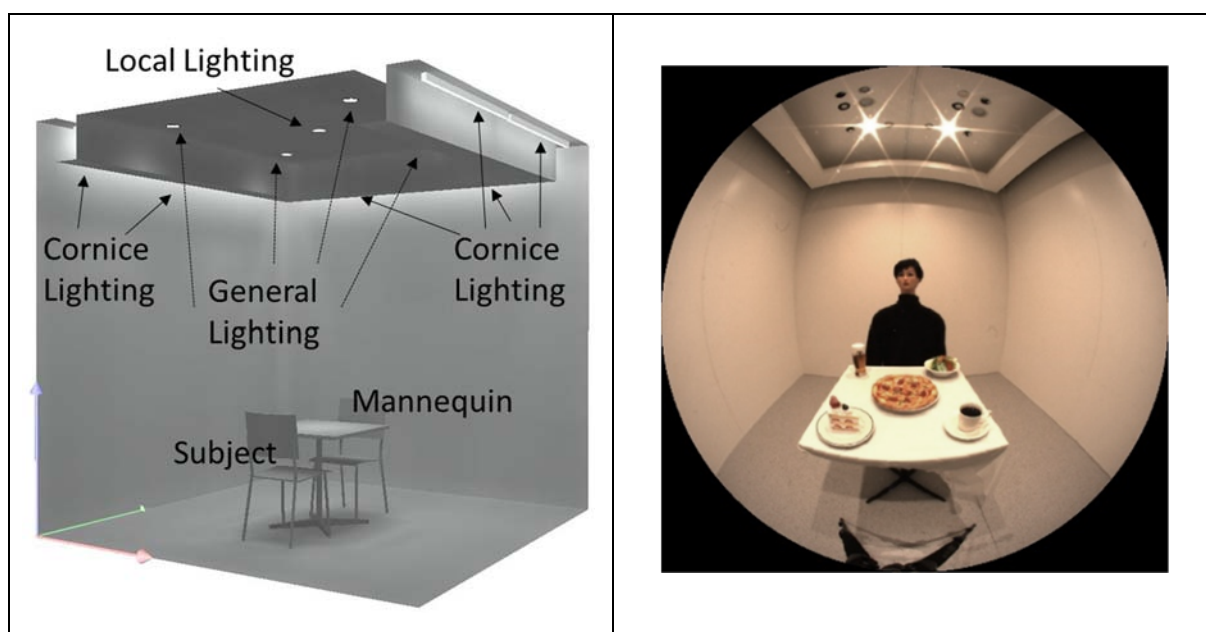 Local Lighting
Cornice
Lighting
General
Lighting
Cornice
Lighting
Mannequin
Subject